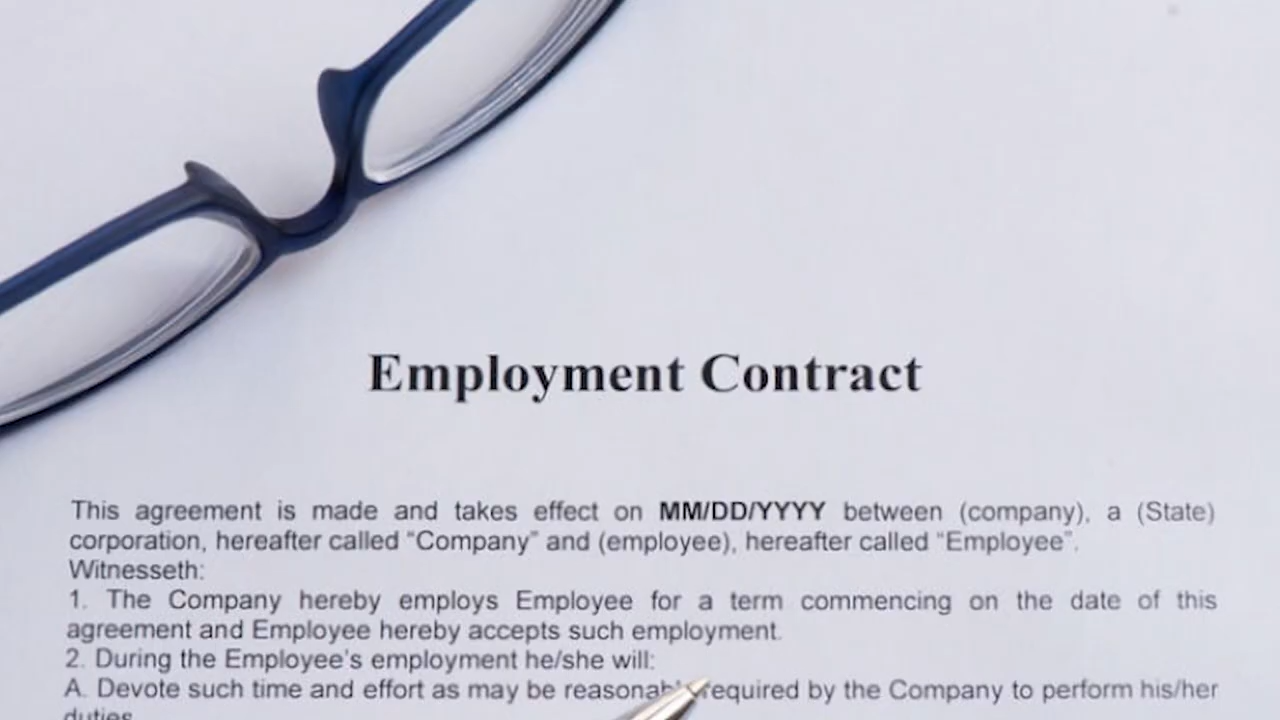 Employment Contract
This agreement is made and takes effect on MM/DD/YYYY between (company), a (State)
corporation, hereafter called “Company” and (employee), hereafter called “Employee”.
Witnesseth:
1. The Company hereby employs Employee for a term commencing on the date of this
agreement and Employee hereby accepts such employment.
2. During the Employee’s employment he/she will:
A. Devote such time and effort as may be required by the Company to perform his/her
duties